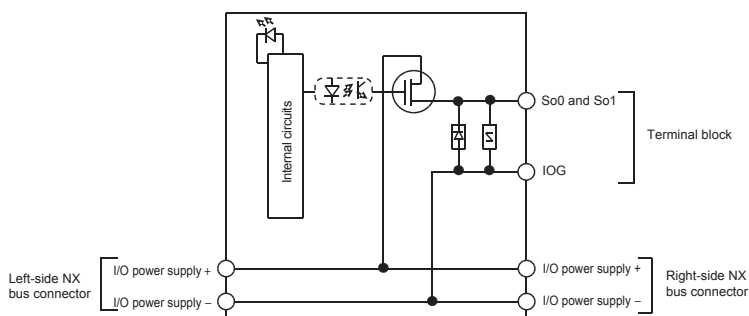 Internal circuits
So0 and So1
Terminal block
IOG
Left-side NX
bus connector
I/O power supply +
I/O power supply –
I/O power supply +
I/O power supply –
Right-side NX
bus connector